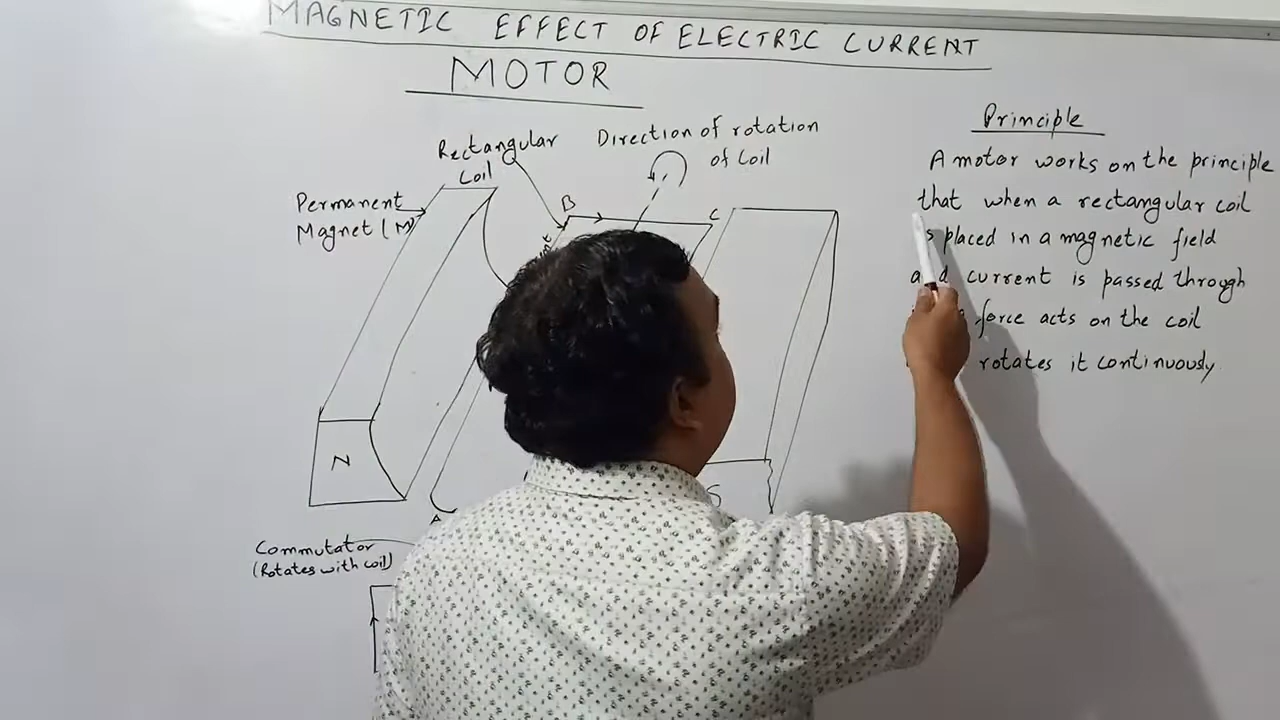 MAGNETIC EFFECT OF ELECTRIC CURRENT
MOTOR
Rectangular
Coil
Direction of rotation
of Coil
Permanent
Magnet (M)
B
C
N
S
A
Commutator
(Rotates with coil)
Principle
A motor works on the principle
that when a rectangular coil
placed in a magnetic field
current is passed through
force acts on the coil
rotates it continuously.